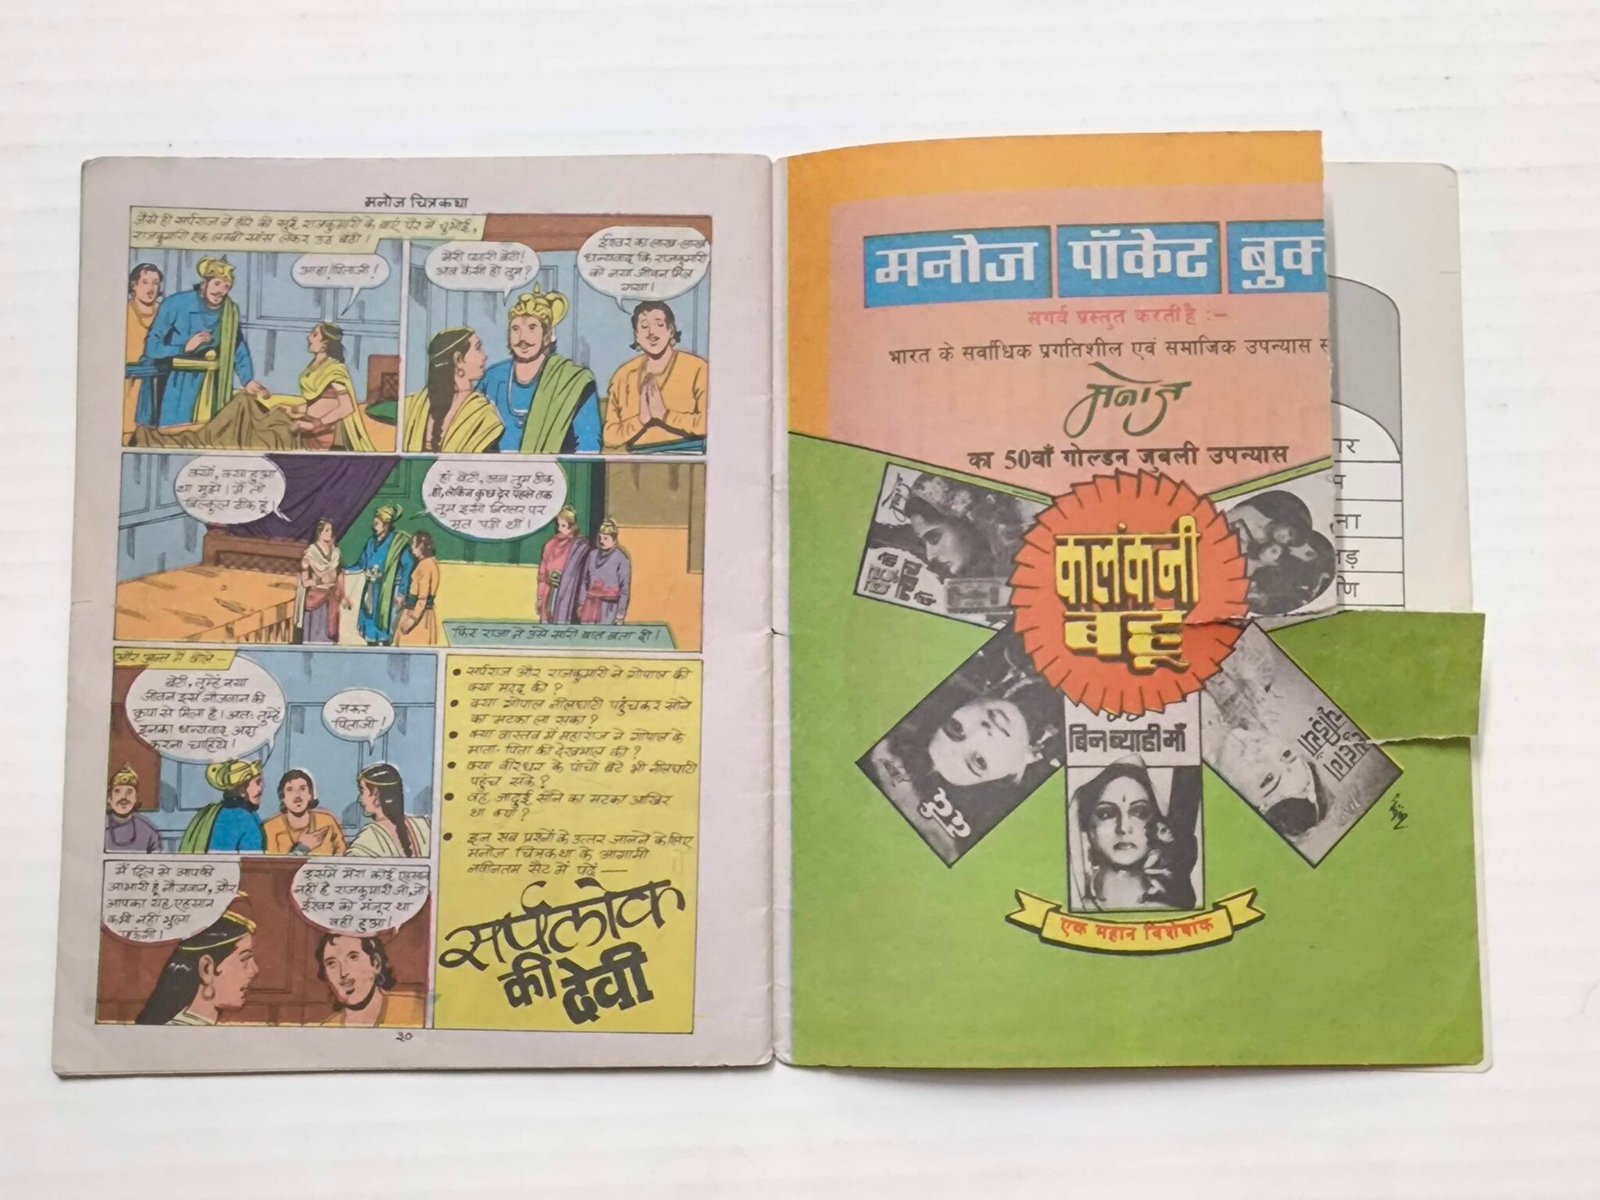 मनोज चित्रकथा
जैसे ही सर्पराज ने हीरे की सूई राजकुमारी के बाएं पैर में चुभोई,
राजकुमारी एक लम्बी सांस लेकर उठ बैठी।
आहा! पिताजी!
मेरी प्यारी बेटी!
अब कैसी हो तुम?
ईश्वर का लाख-लाख
धन्यवाद कि राजकुमारी
को नया जीवन मिल
गया।
क्यों, क्या हुआ
था मुझे। मैं तो
बिल्कुल ठीक हूं।
हां बेटी, अब तुम ठीक
हो, लेकिन कुछ देर पहले तक
तुम इसी बिस्तर पर
मृत पड़ी थीं।
फिर राजा ने उसे सारी बात बता दी।
और अन्त में बोले—
बेटी, तुम्हें नया
जीवन इस नौजवान की
कृपा से मिला है। अतः तुम्हें
इनका धन्यवाद अदा
करना चाहिये।
जरूर
पिताजी!
मैं दिल से आपकी
आभारी हूं नौजवान, और
आपका यह एहसान
कभी नहीं भुला
पाऊंगी।
इसमें मेरा कोई एहसान
नहीं है राजकुमारी जी, जो
ईश्वर को मंजूर था
वही हुआ।
सर्पराज और राजकुमारी ने गोपाल की
क्या मदद की?
क्या गोपाल नीलघाटी पहुंचकर सोने
का मटका ला सका?
क्या वास्तव में महाराज ने गोपाल के
माता-पिता की देखभाल की?
क्या वीरधर के पांचों बेटे भी नीलघाटी
पहुंच सके?
वह जादुई सोने का मटका आखिर
था क्या?
इन सब प्रश्नों के उत्तर जानने के लिए
मनोज चित्रकथा के आगामी
नवीनतम सैट में पढ़ें—
सर्पलोक
की देवी
३०
मनोज पॉकेट बुक
सगर्व प्रस्तुत करती है :—
भारत के सर्वाधिक प्रगतिशील एवं समाजिक उपन्यास
मनोज
का 50वाँ गोल्डन जुबली उपन्यास
कालंकनी
बहू
बिन ब्याही माँ
एक महान विशेषांक